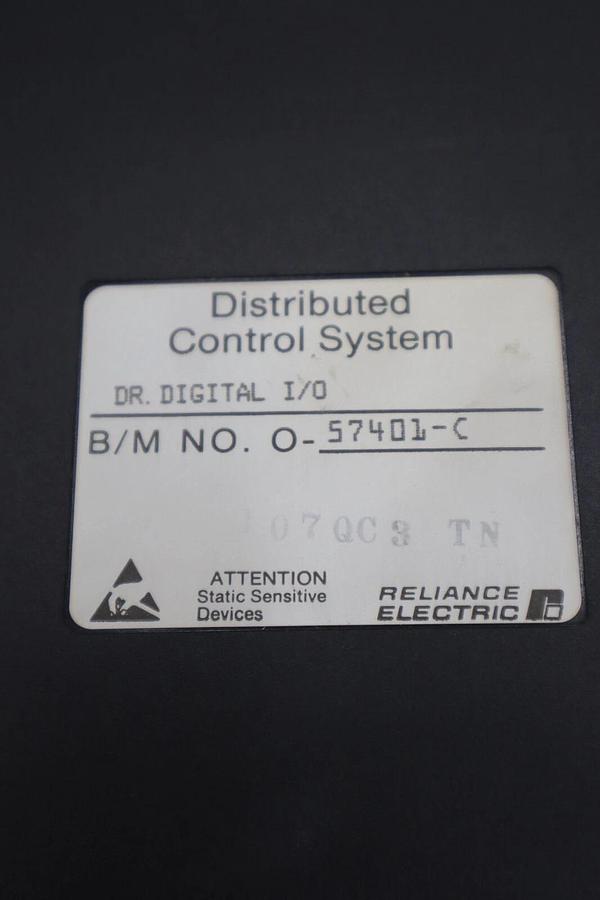 Distributed
Control System
DR. DIGITAL I/O
B/M NO. O-57401-C
07QC3 TN
ATTENTION
Static Sensitive
Devices
RELIANCE
ELECTRIC